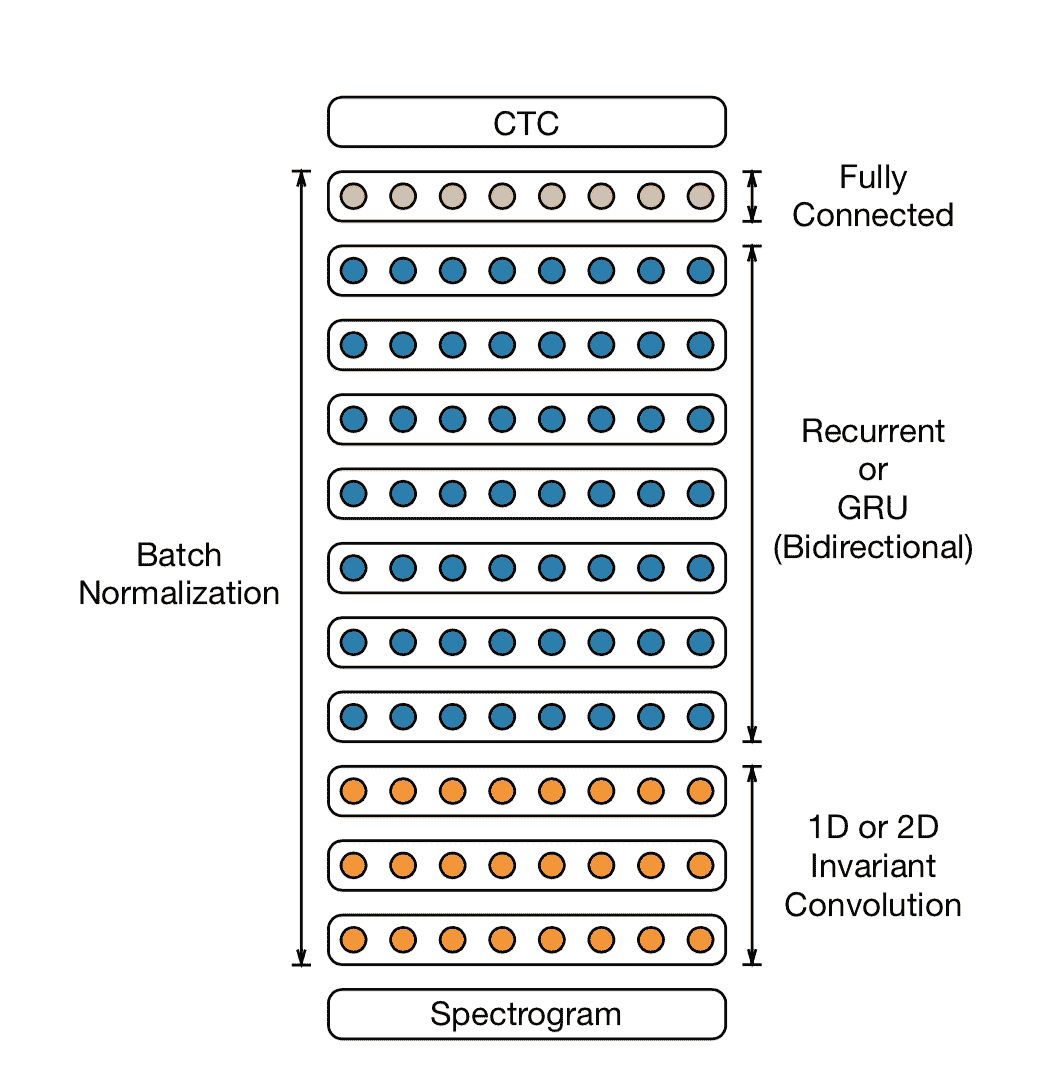 CTC
Fully
Connected
Recurrent
or
GRU
(Bidirectional)
Batch
Normalization
1D or 2D
Invariant
Convolution
Spectrogram